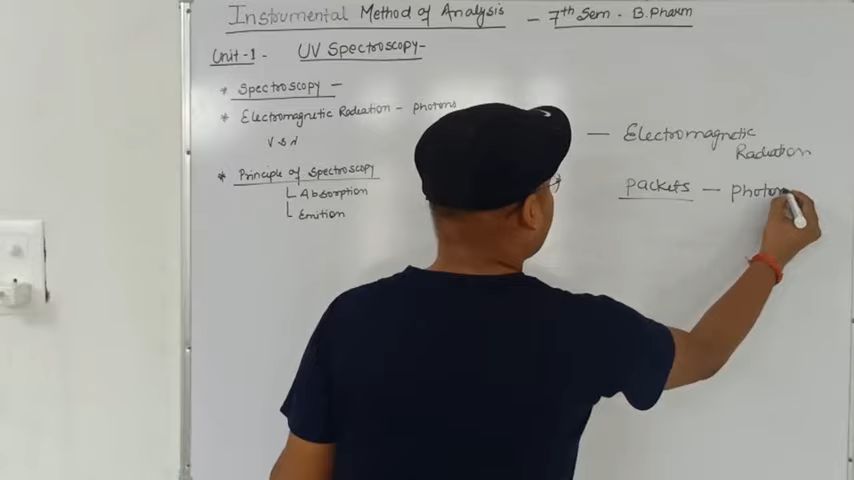 Instrumental Method of Analysis - 7th Sem. B.Pharm
Unit-1 - UV Spectroscopy-
* Spectroscopy -
* Electromagnetic Radiation - photons
* Principle of Spectroscopy
Absorption
Emition
- Electromagnetic
Radiation
Packets - photon